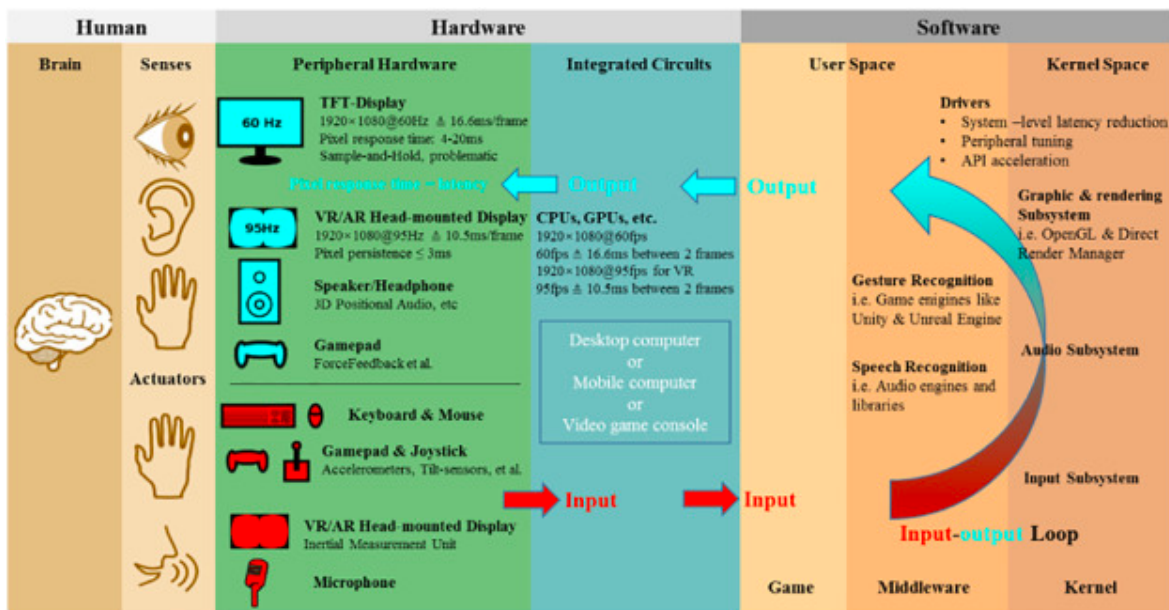 Human
Hardware
Software
Brain
Senses
Peripheral Hardware
Integrated Circults
User Space
Kernel Space
TFT-Display
1920×1080@60Hz ≙ 16.6ms/frame
Pixel response time: 4-20ms
Sample-and-Hold, problematic
60 Hz
Pixel response time = latency
Output
Output
Drivers
• System –level latency reduction
• Peripheral tuning
• API acceleration
95Hz
VR/AR Head-mounted Display
1920×1080@95Hz ≙ 10.5ms/frame
Pixel persistence ≤ 3ms
CPUs, GPUs, etc.
1920×1080@60fps
60fps ≙ 16.6ms between 2 frames
1920×1080@95fps for VR
95fps ≙ 10.5ms between 2 frames
Graphic & rendering
Subsystem
i.e. OpenGL & Direct
Render Manager
Speaker/Headphone
3D Positional Audio, etc
Gesture Recognition
i.e. Game enigines like
Unity & Unreal Engine
Gamepad
ForceFeedback et al.
Desktop computer
or
Mobile computer
or
Video game console
Audio Subsystem
Actuators
Speech Recognition
i.e. Audio engines and
libraries
Keyboard & Mouse
Gamepad & Joystick
Accelerometers, Tilt-sensors, et al.
Input
Input
Input Subsystem
VR/AR Head-mounted Display
Inertial Measurement Unit
Input-output Loop
Microphone
Game
Middleware
Kernel